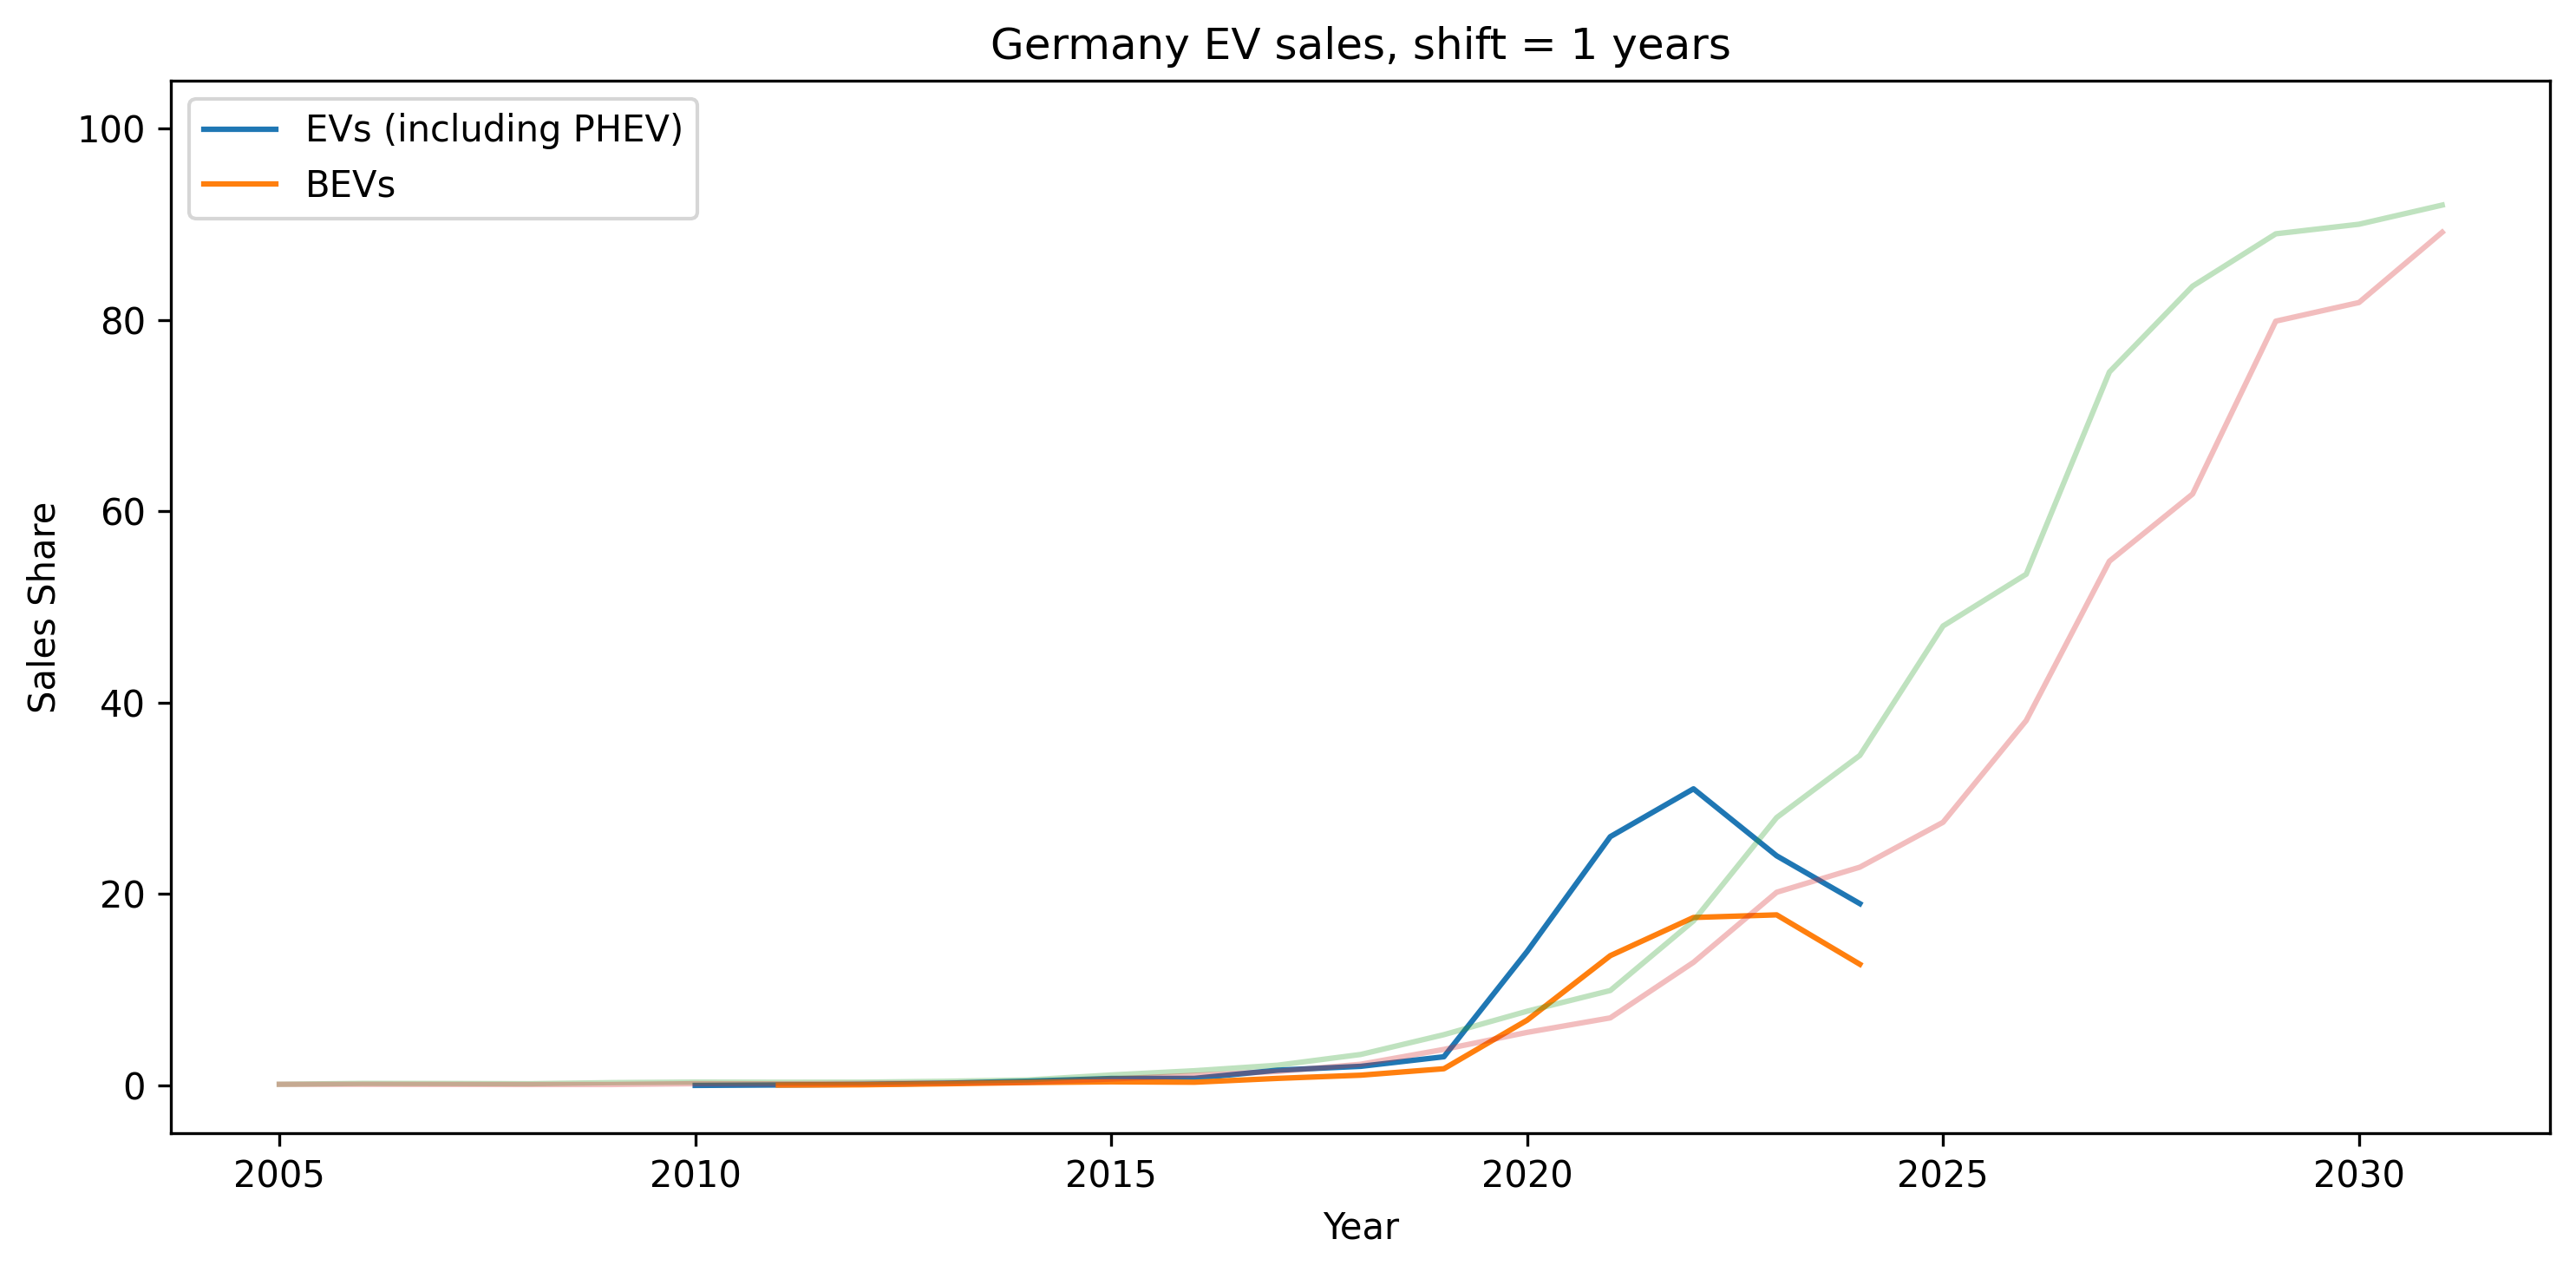 Germany EV sales, shift = 1 years
EVs (including PHEV)
BEVs
100
80
60
40
20
0
Sales Share
2005 2010 2015 2020 2025 2030
Year